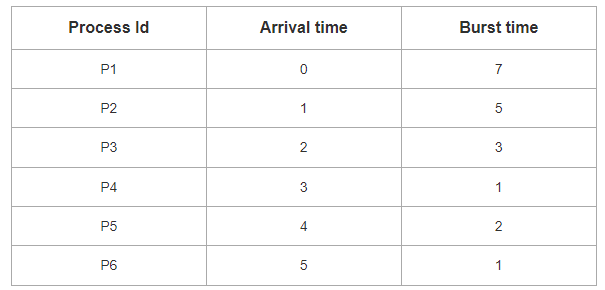 Process Id Arrival time Burst time
P1 0 7
P2 1 5
P3 2 3
P4 3 1
P5 4 2
P6 5 1